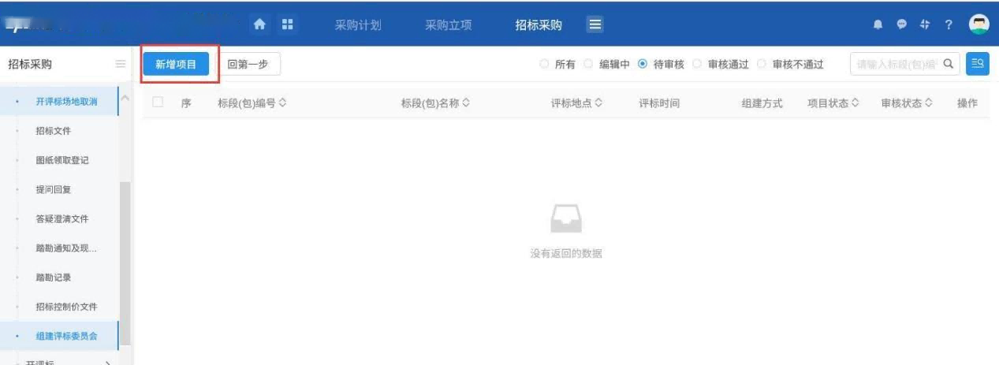 采购计划 采购立项 招标采购 ?
招标采购
新增项目 回第一步 所有 编辑中 待审核 审核通过 审核不通过 请输入标段(包)编
序 标段(包)编号 标段(包)名称 评标地点 评标时间 组建方式 项目状态 审核状态 操作
开评标场地取消
招标文件
图纸领取登记
提问回复
答疑澄清文件
踏勘通知及现...
踏勘记录
招标控制价文件
组建评标委员会
开评标
没有返回的数据